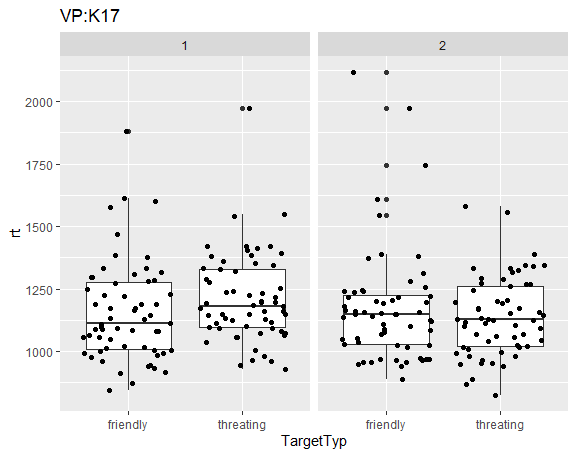 VP:K17
1 2
rt
2000
1750
1500
1250
1000
friendly threating friendly threating
TargetTyp